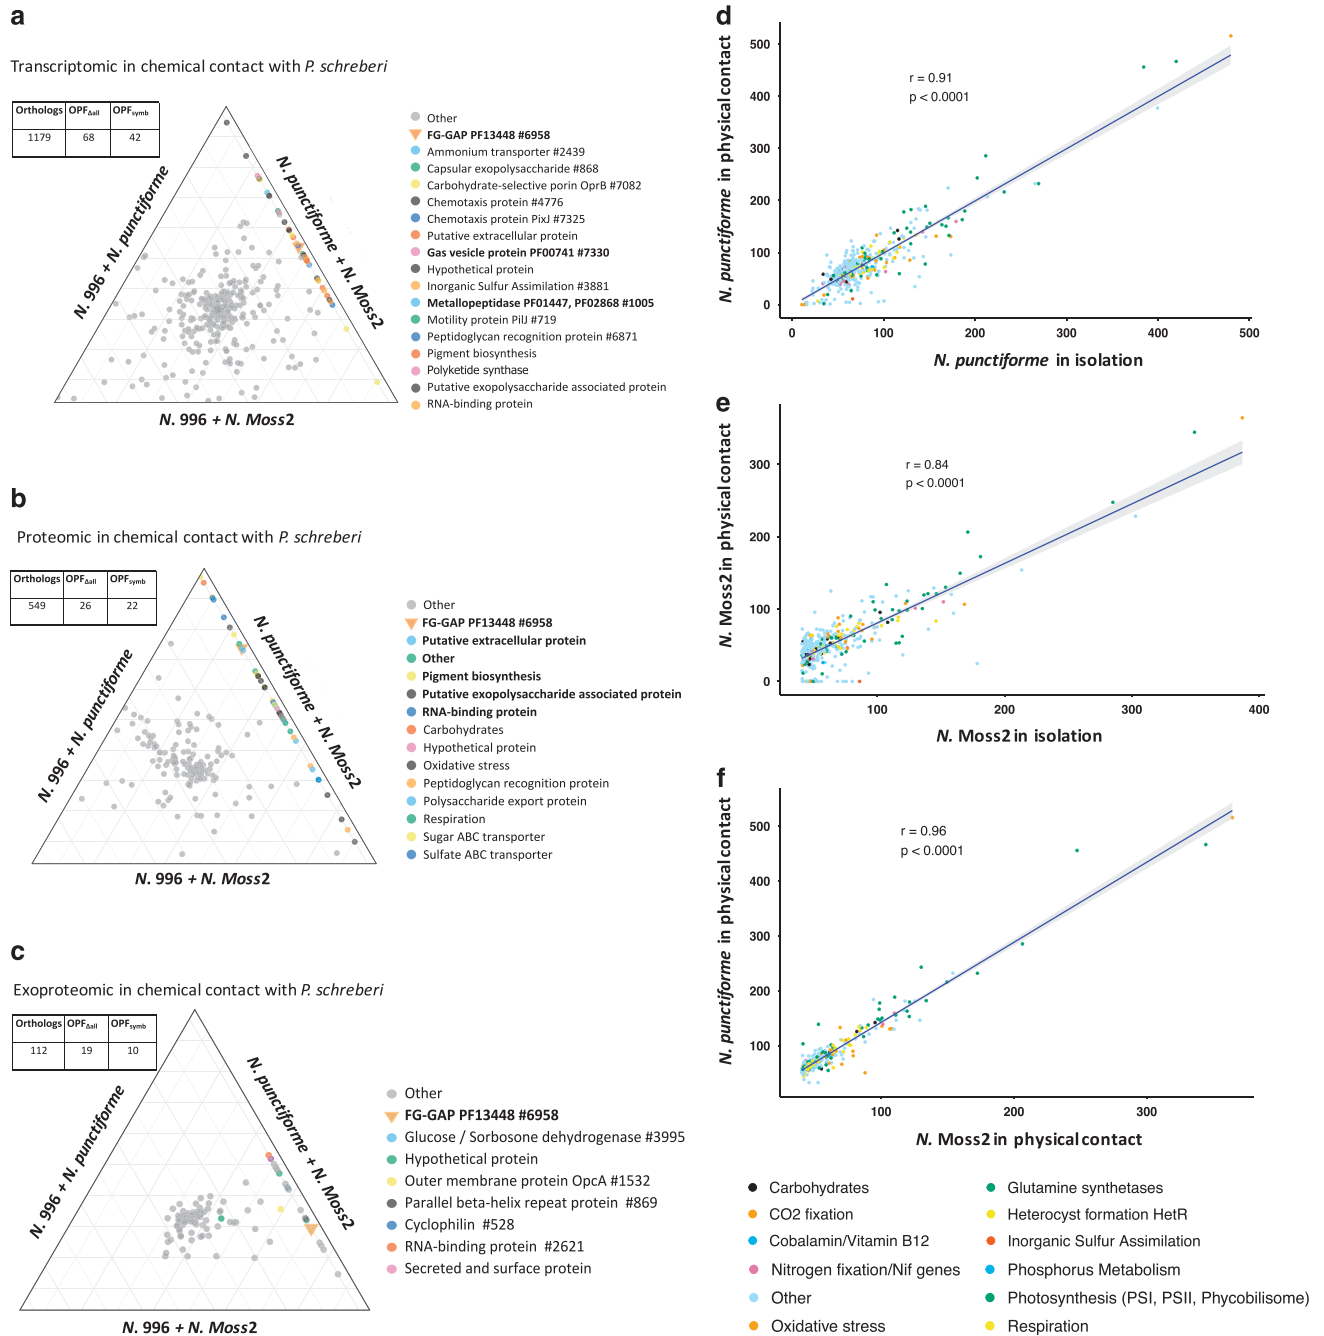 a
Transcriptomic in chemical contact with P. schreberi
Orthologs OPFΔall OPFsymb
1179 68 42
N. 996 + N. punctiforme
N. punctiforme + N. Moss2
N. 996 + N. Moss2
Other
FG-GAP PF13448 #6958
Ammonium transporter #2439
Capsular exopolysaccharide #868
Carbohydrate-selective porin OprB #7082
Chemotaxis protein #4776
Chemotaxis protein PixJ #7325
Putative extracellular protein
Gas vesicle protein PF00741 #7330
Hypothetical protein
Inorganic Sulfur Assimilation #3881
Metallopeptidase PF01447, PF02868 #1005
Motility protein PilJ #719
Peptidoglycan recognition protein #6871
Pigment biosynthesis
Polyketide synthase
Putative exopolysaccharide associated protein
RNA-binding protein
b
Proteomic in chemical contact with P. schreberi
Orthologs OPFΔall OPFsymb
549 26 22
N. 996 + N. punctiforme
N. punctiforme + N. Moss2
N. 996 + N. Moss2
Other
FG-GAP PF13448 #6958
Putative extracellular protein
Other
Pigment biosynthesis
Putative exopolysaccharide associated protein
RNA-binding protein
Carbohydrates
Hypothetical protein
Oxidative stress
Peptidoglycan recognition protein
Polysaccharide export protein
Respiration
Sugar ABC transporter
Sulfate ABC transporter
c
Exoproteomic in chemical contact with P. schreberi
Orthologs OPFΔall OPFsymb
112 19 10
N. 996 + N. punctiforme
N. punctiforme + N. Moss2
N. 996 + N. Moss2
Other
FG-GAP PF13448 #6958
Glucose / Sorbosone dehydrogenase #3995
Hypothetical protein
Outer membrane protein OpcA #1532
Parallel beta-helix repeat protein #869
Cyclophilin #528
RNA-binding protein #2621
Secreted and surface protein
d
N. punctiforme in physical contact
500
400
300
200
100
0
r = 0.91
p < 0.0001
0 100 200 300 400 500
N. punctiforme in isolation
e
N. Moss2 in physical contact
300
200
100
0
r = 0.84
p < 0.0001
100 200 300 400
N. Moss2 in isolation
f
N. punctiforme in physical contact
500
400
300
200
100
r = 0.96
p < 0.0001
100 200 300
N. Moss2 in physical contact
Carbohydrates
CO2 fixation
Cobalamin/Vitamin B12
Nitrogen fixation/Nif genes
Other
Oxidative stress
Glutamine synthetases
Heterocyst formation HetR
Inorganic Sulfur Assimilation
Phosphorus Metabolism
Photosynthesis (PSI, PSII, Phycobilisome)
Respiration